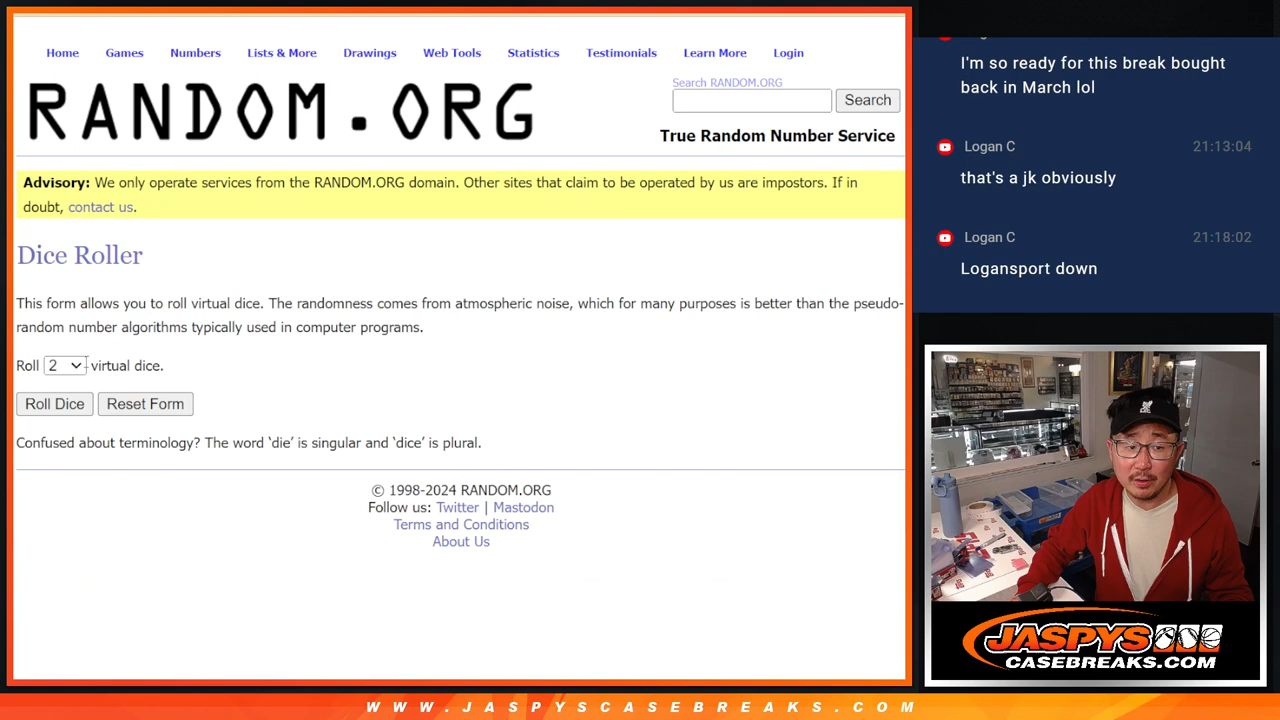 Home Games Numbers Lists & More Drawings Web Tools Statistics Testimonials Learn More Login
RANDOM.ORG
Search RANDOM.ORG
Search
True Random Number Service
Advisory: We only operate services from the RANDOM.ORG domain. Other sites that claim to be operated by us are impostors. If in
doubt, contact us.
Dice Roller
This form allows you to roll virtual dice. The randomness comes from atmospheric noise, which for many purposes is better than the pseudo-
random number algorithms typically used in computer programs.
Roll 2 virtual dice.
Roll Dice Reset Form
Confused about terminology? The word ‘die’ is singular and ‘dice’ is plural.
© 1998-2024 RANDOM.ORG
Follow us: Twitter | Mastodon
Terms and Conditions
About Us
I'm so ready for this break bought
back in March lol
Logan C 21:13:04
that's a jk obviously
Logan C 21:18:02
Logansport down
JASPYS
CASEBREAKS.COM
WWW.JASPYSCASEBREAKS.COM